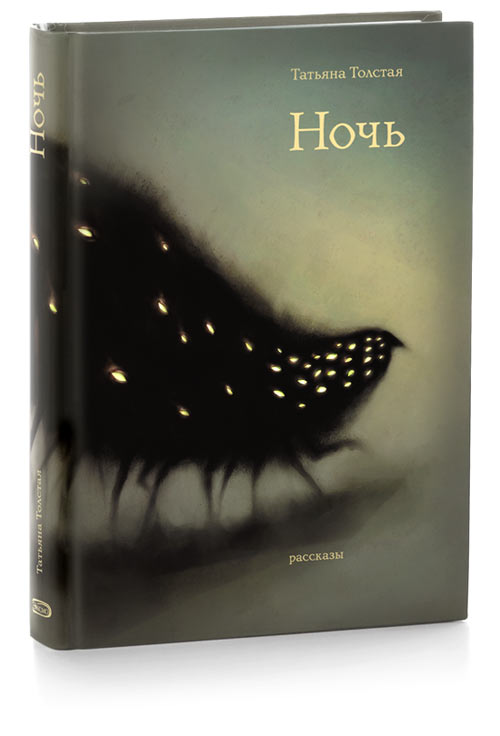 Татьяна Толстая
Ночь
рассказы
Ночь
Татьяна Толстая